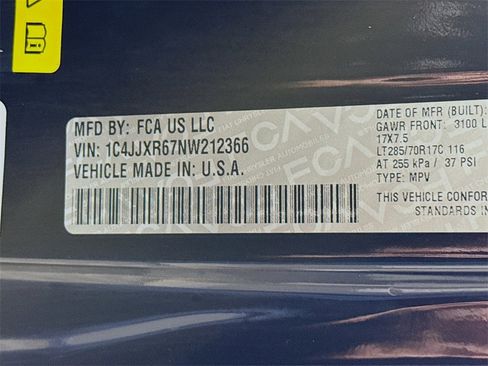 MFD BY: FCA US LLC
VIN: 1C4JJXR67NW212366
VEHICLE MADE IN: U.S.A.
DATE OF MFR (BUILT):
GAWR FRONT: 3100 L
17X7.5
LT285/70R17C 116
AT 255 kPa / 37 PSI
TYPE: MPV
THIS VEHICLE CONF
STANDARDS IN